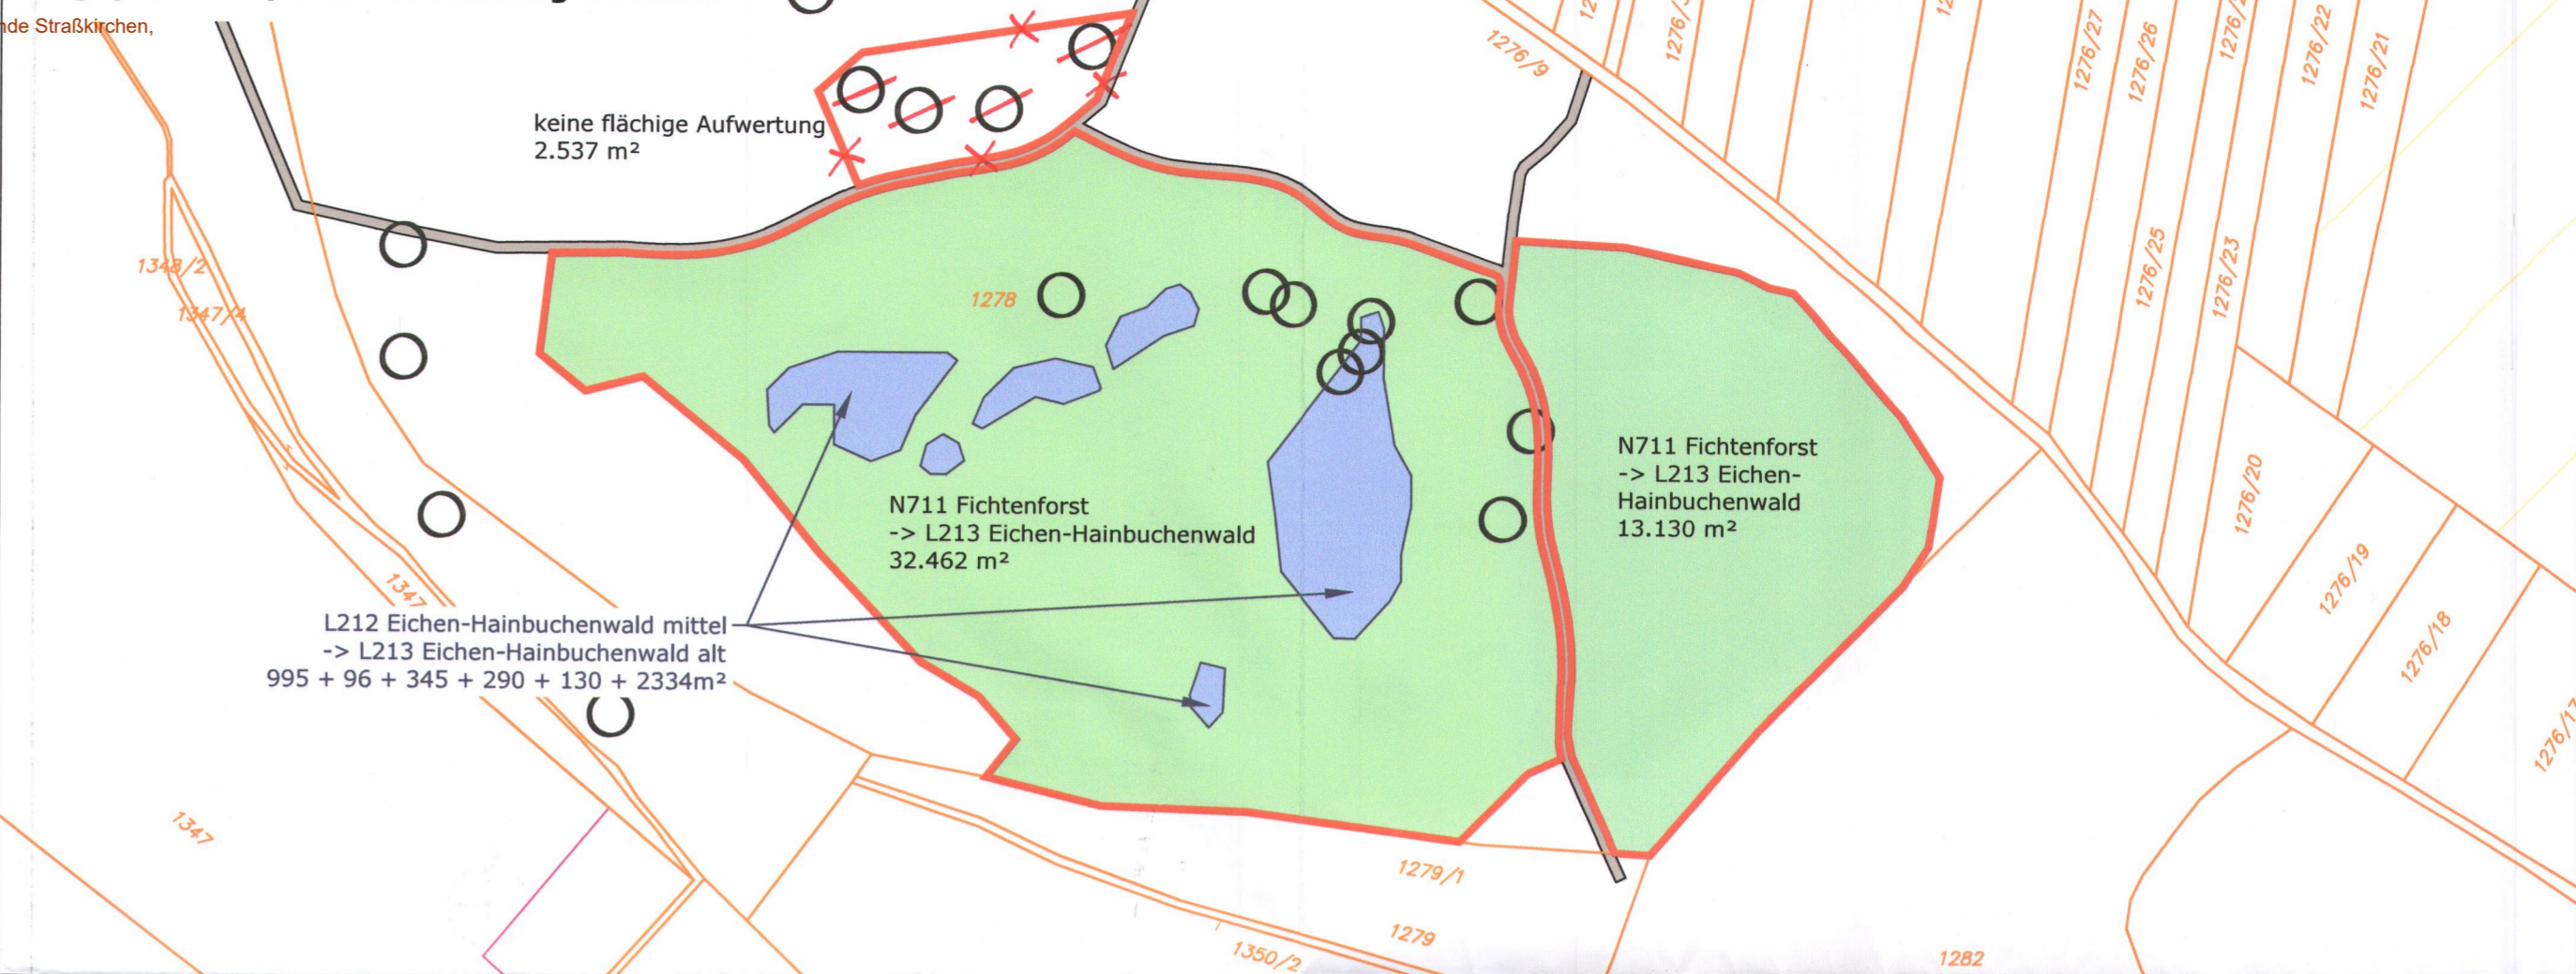 nde Straßkirchen,
keine flächige Aufwertung
2.537 m²
1276/9
1276/27
1276/26
1276/22
1276/21
1276/25
1276/23
1276/20
1276/19
1276/18
1348/2
1347/4
1278
N711 Fichtenforst
-> L213 Eichen-
Hainbuchenwald
13.130 m²
N711 Fichtenforst
-> L213 Eichen-Hainbuchenwald
32.462 m²
1347
L212 Eichen-Hainbuchenwald mittel
-> L213 Eichen-Hainbuchenwald alt
995 + 96 + 345 + 290 + 130 + 2334m²
1276/17
1347
1279/1
1279
1350/2
1282